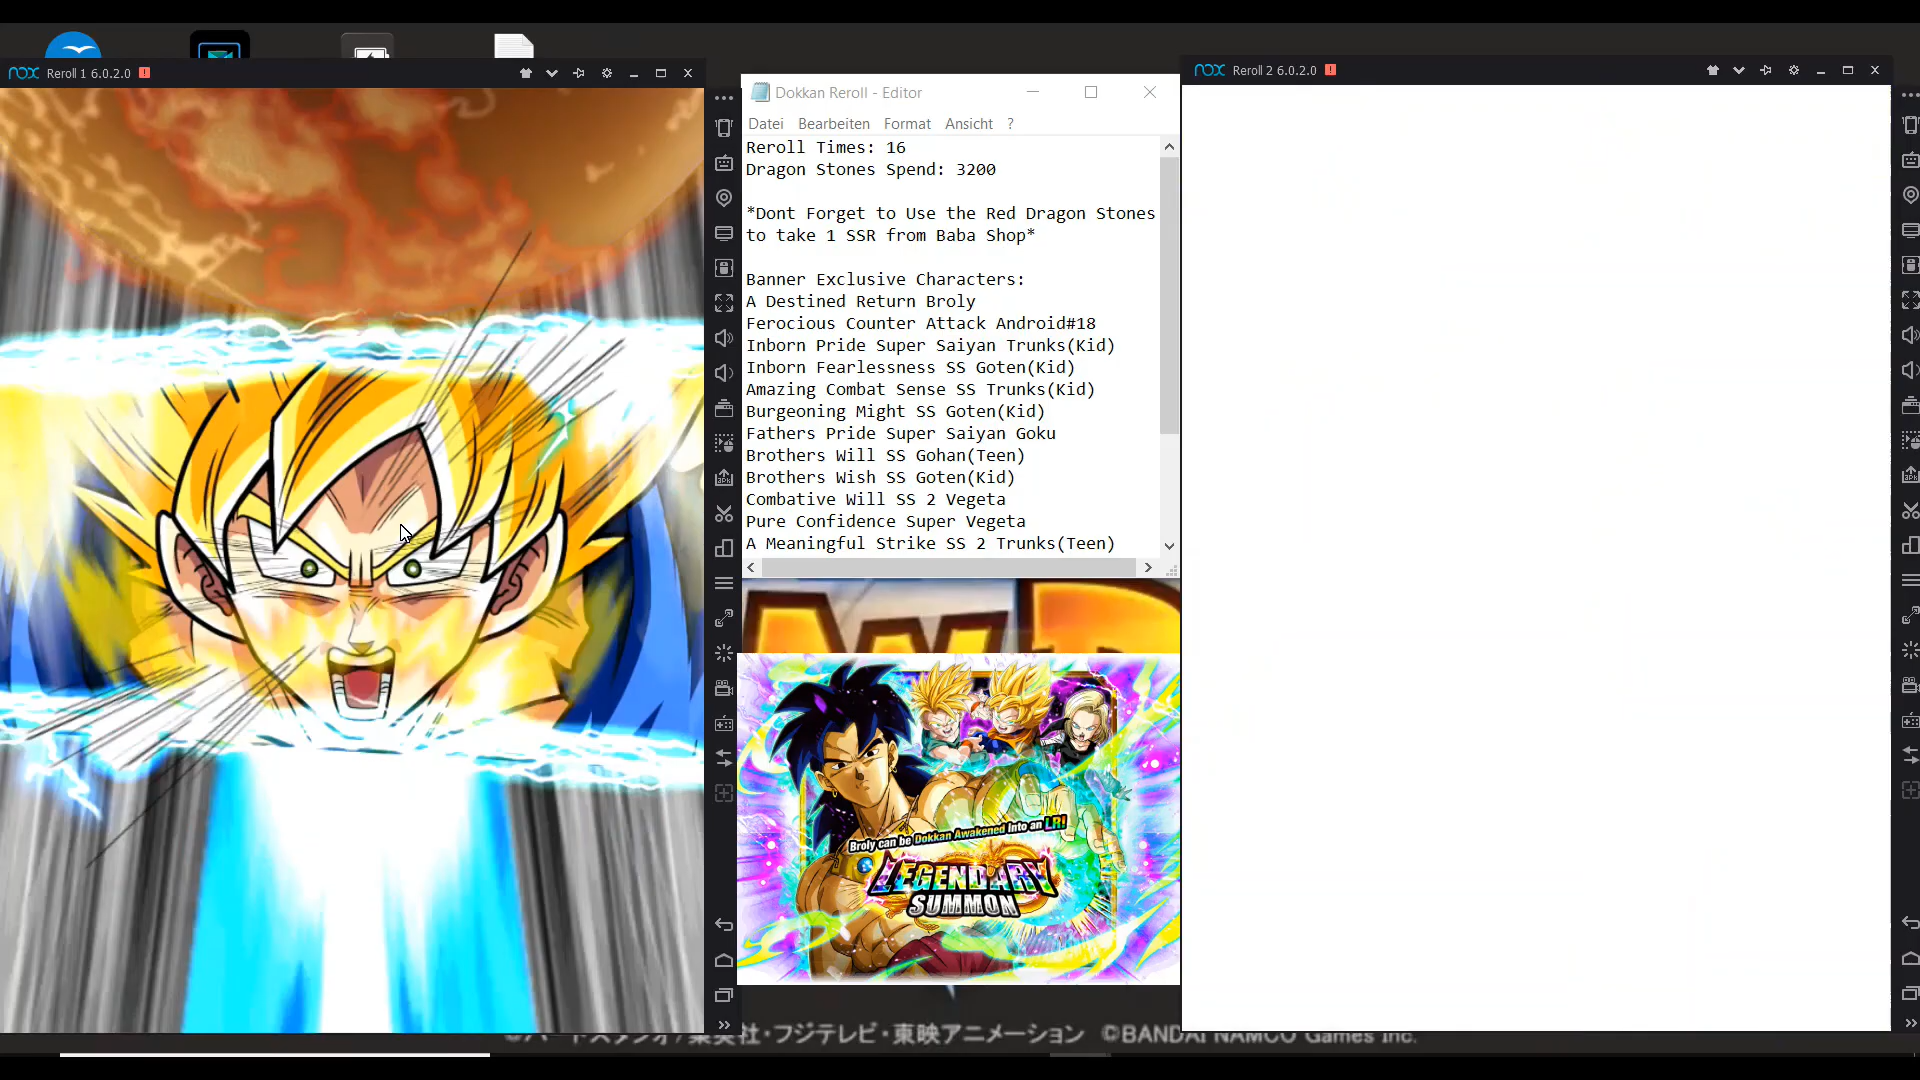 nox Reroll 1 6.0.2.0
Dokkan Reroll - Editor
Datei Bearbeiten Format Ansicht ?
Reroll Times: 16
Dragon Stones Spend: 3200
*Dont Forget to Use the Red Dragon Stones
to take 1 SSR from Baba Shop*
Banner Exclusive Characters:
A Destined Return Broly
Ferocious Counter Attack Android#18
Inborn Pride Super Saiyan Trunks(Kid)
Inborn Fearlessness SS Goten(Kid)
Amazing Combat Sense SS Trunks(Kid)
Burgeoning Might SS Goten(Kid)
Fathers Pride Super Saiyan Goku
Brothers Will SS Gohan(Teen)
Brothers Wish SS Goten(Kid)
Combative Will SS 2 Vegeta
Pure Confidence Super Vegeta
A Meaningful Strike SS 2 Trunks(Teen)
Broly can be Dokkan Awakened into an LR!
LEGENDARY
SUMMON
nox Reroll 2 6.0.2.0
社・フジテレビ・東映アニメーション ©BANDAI NAMCO Games Inc.